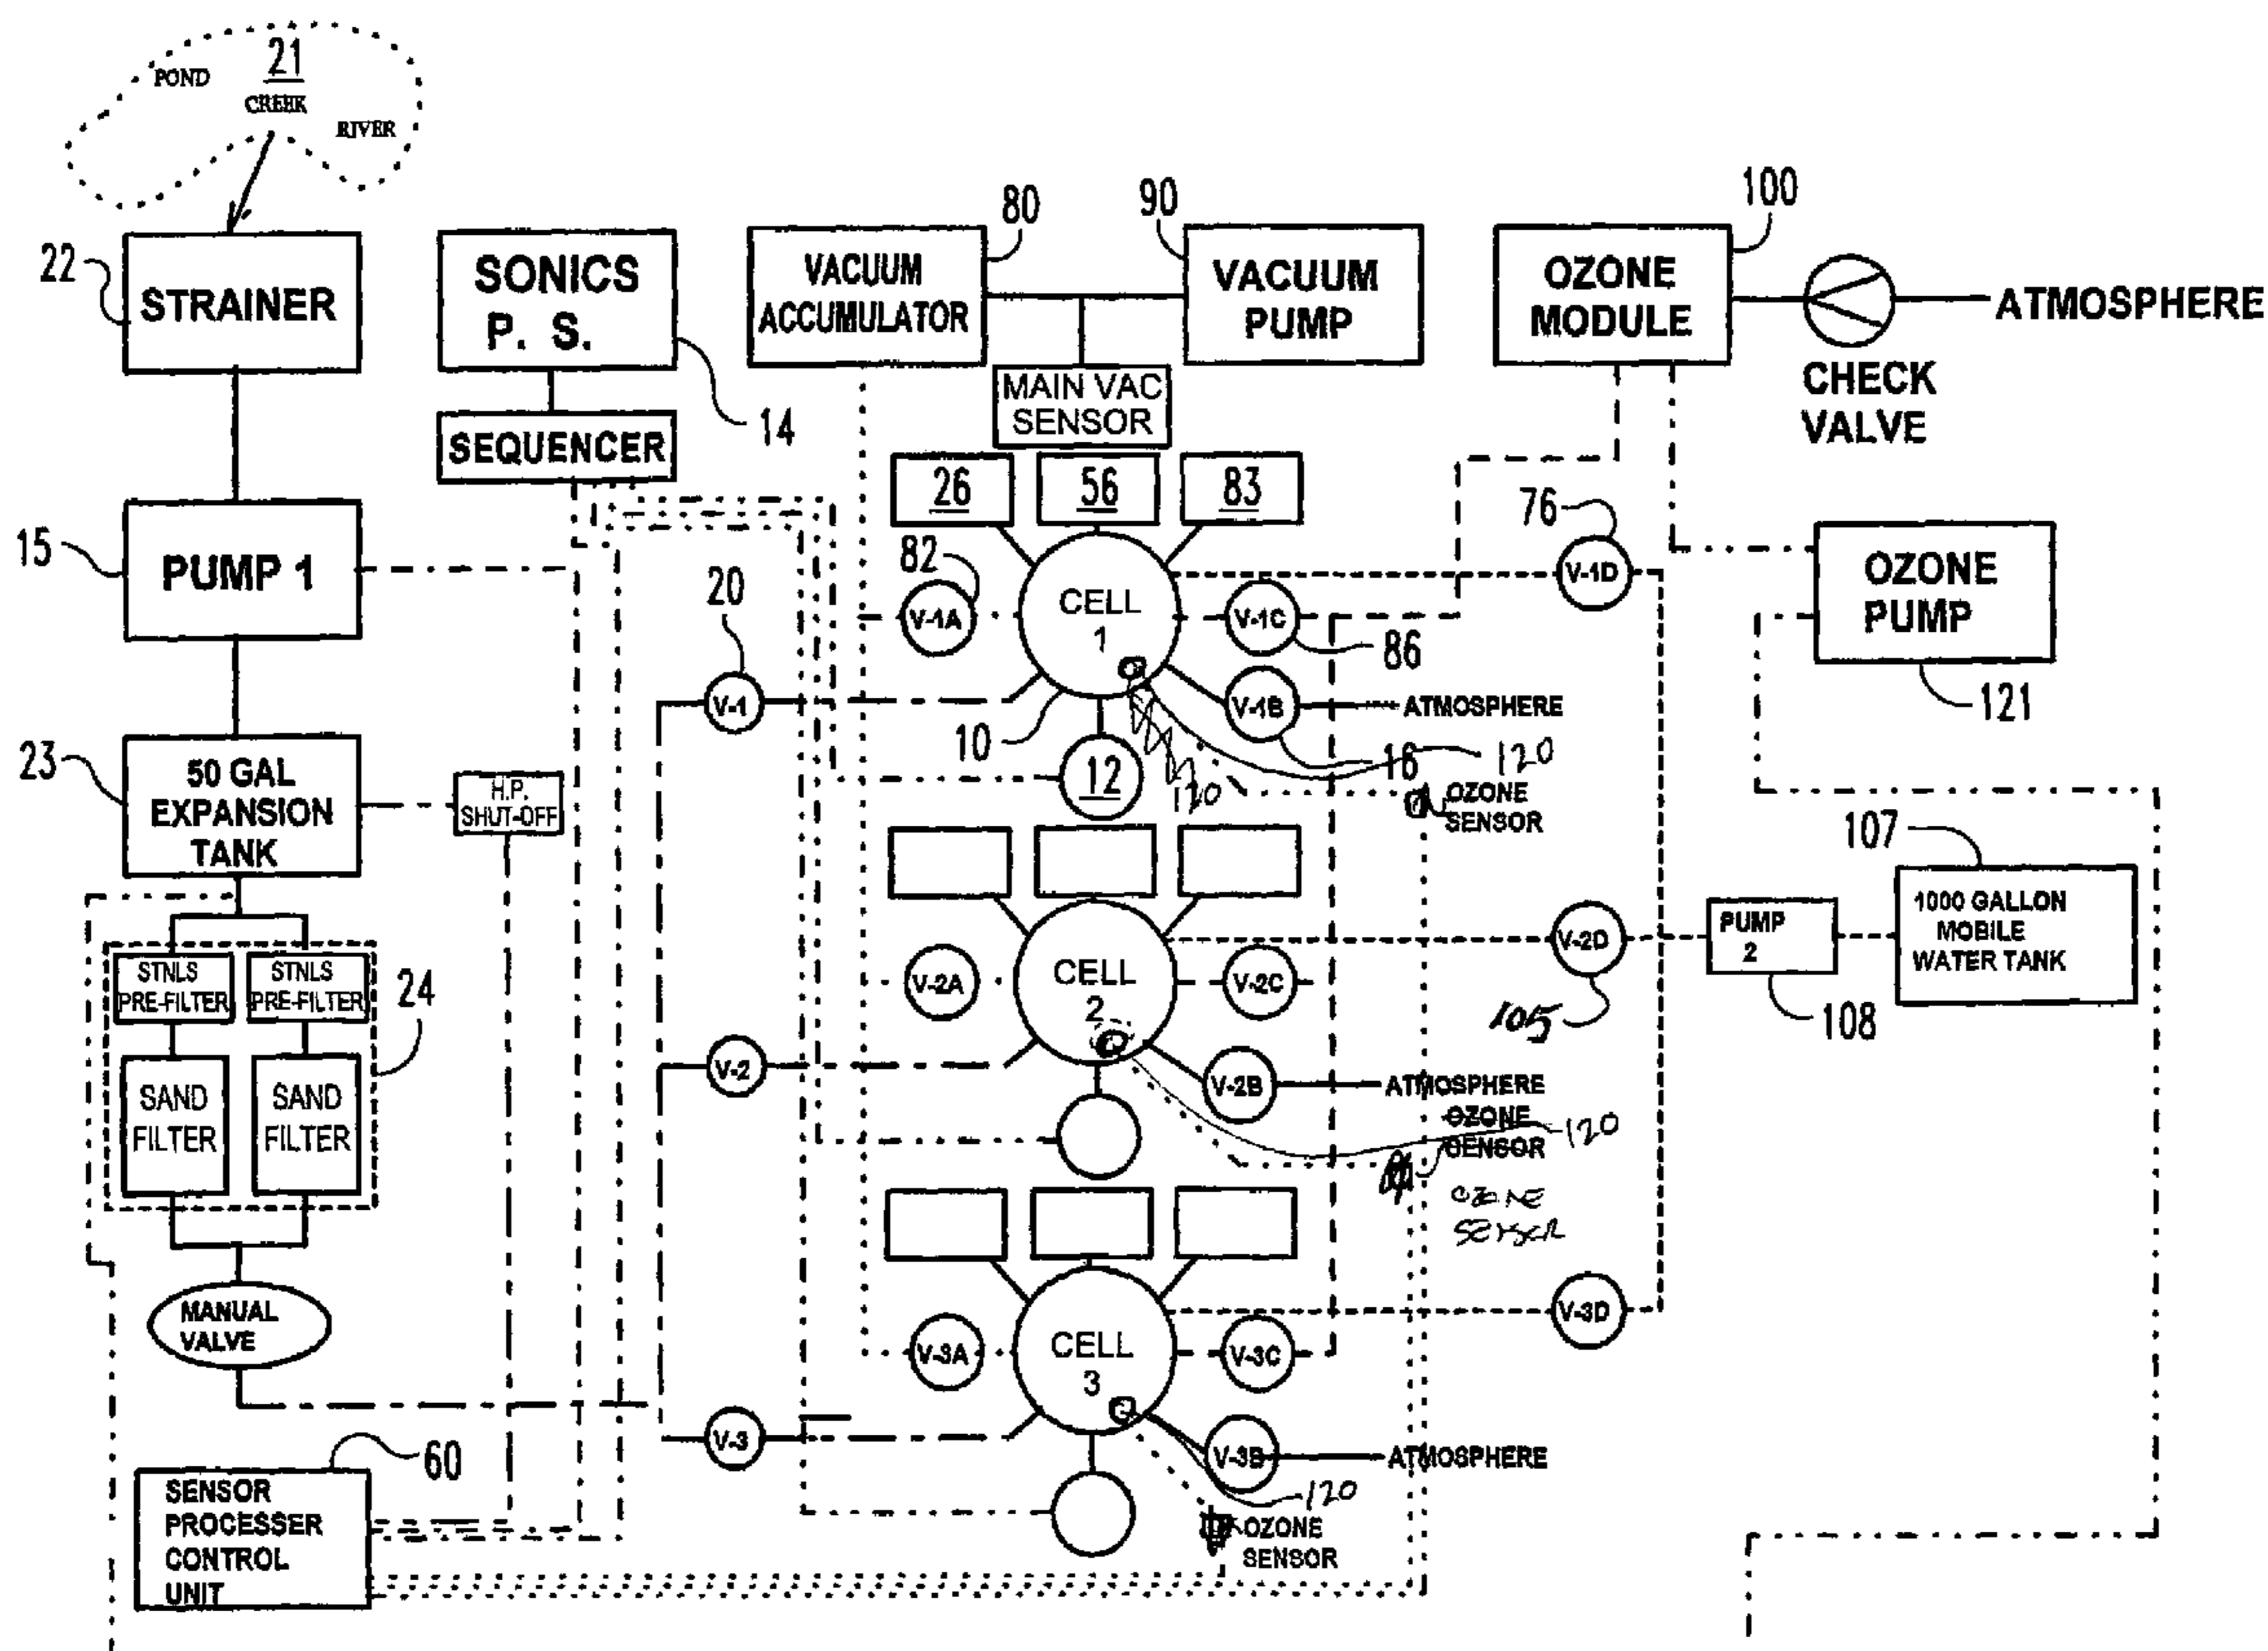 21
POND
CREEK
RIVER
22
STRAINER
SONICS
P. S.
14
SEQUENCER
80
VACUUM
ACCUMULATOR
90
VACUUM
PUMP
MAIN VAC
SENSOR
100
OZONE
MODULE
ATMOSPHERE
CHECK
VALVE
15
PUMP 1
26
56
83
82
V-1A
CELL
1
V-1C
86
76
V-1D
OZONE
PUMP
121
20
V-1
10
V-1B
ATMOSPHERE
16
120
12
120
OZONE
SENSOR
23
50 GAL
EXPANSION
TANK
H.P.
SHUT-OFF
107
1000 GALLON
MOBILE
WATER TANK
PUMP
2
108
V-2D
105
V-2A
CELL
2
V-2C
V-2
V-2B
ATMOSPHERE
OZONE
SENSOR
120
OZONE
SENSOR
STNLS
PRE-FILTER
STNLS
PRE-FILTER
24
SAND
FILTER
SAND
FILTER
MANUAL
VALVE
V-3A
CELL
3
V-3C
V-3D
V-3
V-3B
ATMOSPHERE
120
OZONE
SENSOR
60
SENSOR
PROCESSER
CONTROL
UNIT